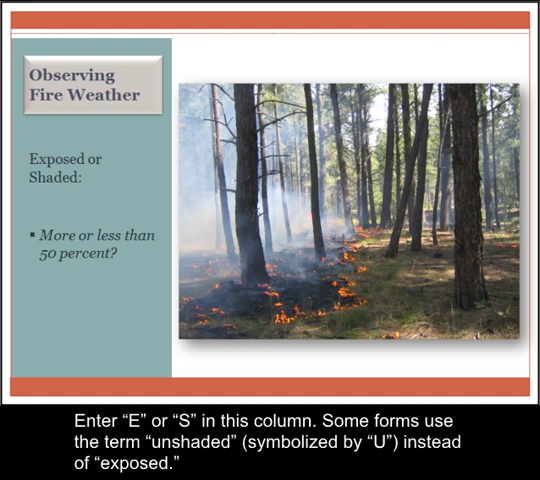 Observing
Fire Weather
Exposed or
Shaded:
▪ More or less than
50 percent?
Enter “E” or “S” in this column. Some forms use
the term “unshaded” (symbolized by “U”) instead
of “exposed.”